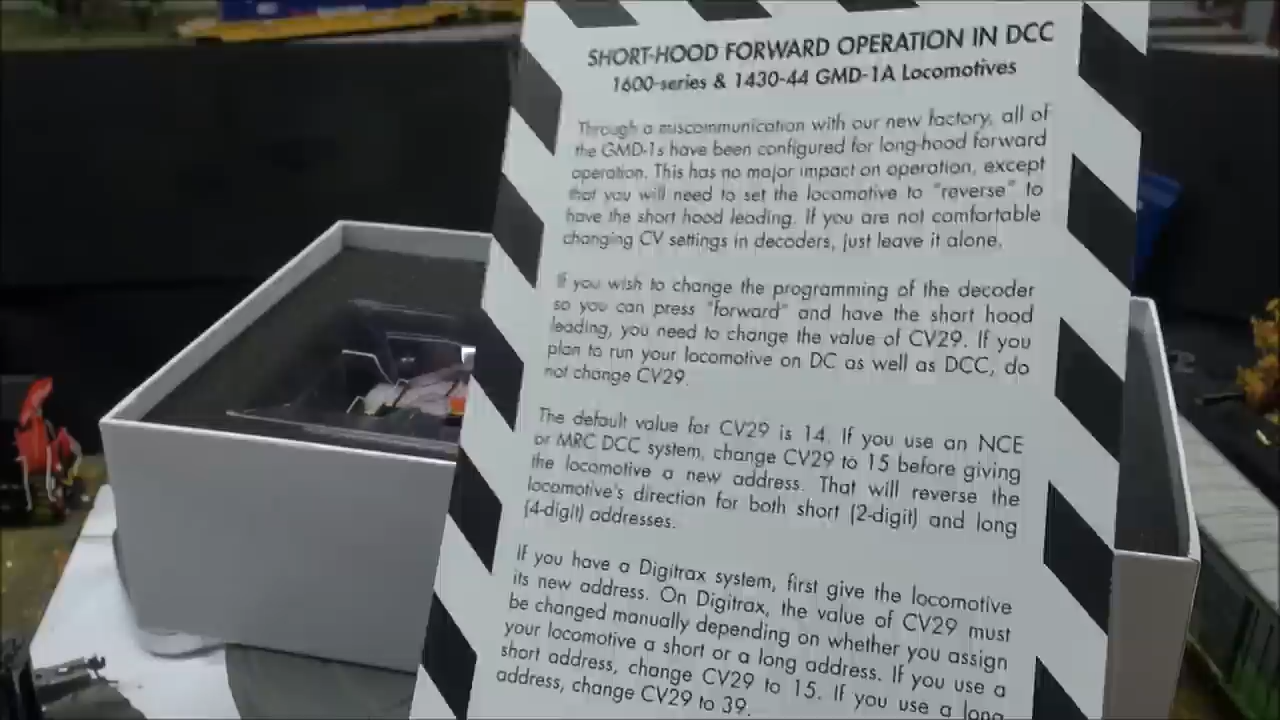 SHORT-HOOD FORWARD OPERATION IN DCC
1600-series & 1430-44 GMD-1A Locomotives
Through a miscommunication with our new factory, all of
the GMD-1s have been configured for long-hood forward
operation. This has no major impact on operation, except
that you will need to set the locomotive to "reverse" to
have the short hood leading. If you are not comfortable
changing CV settings in decoders, just leave it alone.
If you wish to change the programming of the decoder
so you can press "forward" and have the short hood
leading, you need to change the value of CV29. If you
plan to run your locomotive on DC as well as DCC, do
not change CV29.
The default value for CV29 is 14. If you use an NCE
or MRC DCC system, change CV29 to 15 before giving
the locomotive a new address. That will reverse the
locomotive's direction for both short (2-digit) and long
(4-digit) addresses.
If you have a Digitrax system, first give the locomotive
its new address. On Digitrax, the value of CV29 must
be changed manually depending on whether you assign
your locomotive a short or a long address. If you use a
short address, change CV29 to 15. If you use a long
address, change CV29 to 39.